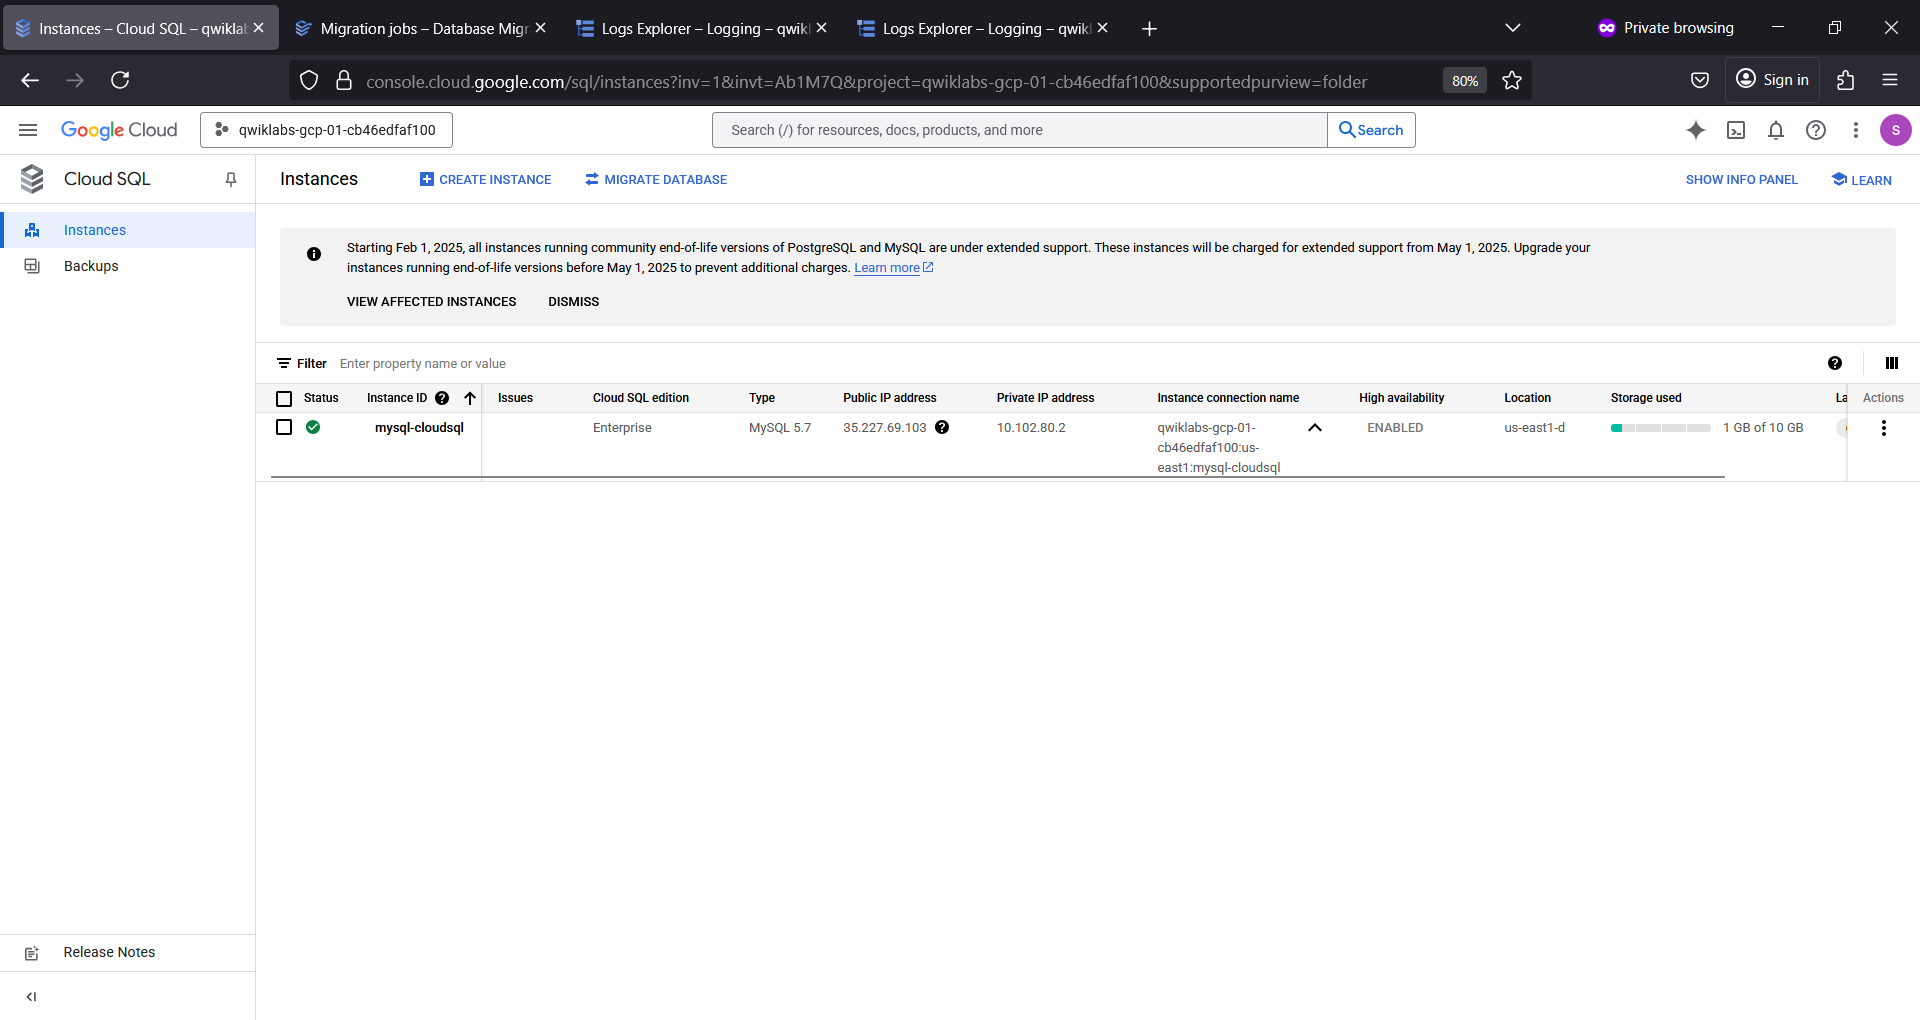 Instances – Cloud SQL – qwikla
Migration jobs – Database Migr
Logs Explorer – Logging – qwikl
Logs Explorer – Logging – qwikl
Private browsing
console.cloud.google.com/sql/instances?inv=1&invt=Ab1M7Q&project=qwiklabs-gcp-01-cb46edfaf100&supportedpurview=folder
80%
Sign in
Google Cloud
qwiklabs-gcp-01-cb46edfaf100
Search (/) for resources, docs, products, and more
Search
S
Cloud SQL
Instances
CREATE INSTANCE
MIGRATE DATABASE
SHOW INFO PANEL
LEARN
Instances
Backups
Starting Feb 1, 2025, all instances running community end-of-life versions of PostgreSQL and MySQL are under extended support. These instances will be charged for extended support from May 1, 2025. Upgrade your
instances running end-of-life versions before May 1, 2025 to prevent additional charges. Learn more
VIEW AFFECTED INSTANCES DISMISS
Filter Enter property name or value
Status Instance ID Issues Cloud SQL edition Type Public IP address Private IP address Instance connection name High availability Location Storage used La Actions
mysql-cloudsql Enterprise MySQL 5.7 35.227.69.103 10.102.80.2 qwiklabs-gcp-01- ENABLED us-east1-d 1 GB of 10 GB
cb46edfaf100:us-
east1:mysql-cloudsql
Release Notes